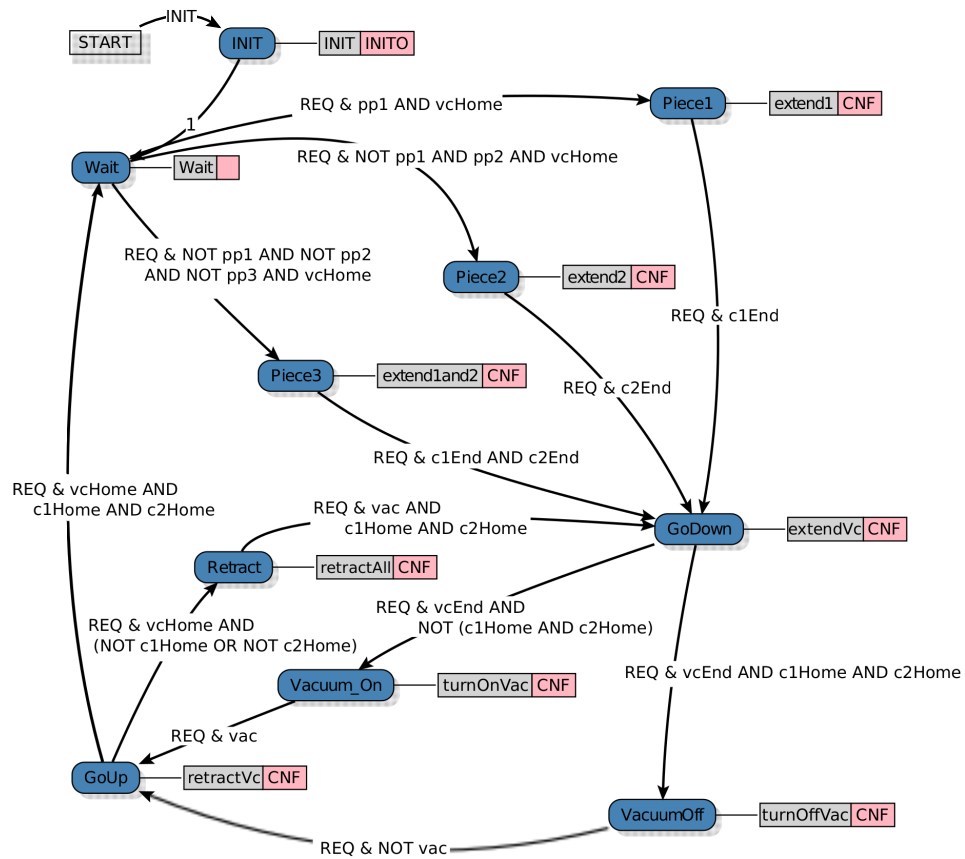 INIT
START
INIT
INIT INITO
REQ & pp1 AND vcHome
Piece1
extend1 CNF
1
Wait
Wait
REQ & NOT pp1 AND pp2 AND vcHome
REQ & NOT pp1 AND NOT pp2
AND NOT pp3 AND vcHome
Piece2
extend2 CNF
REQ & c1End
Piece3
extend1and2 CNF
REQ & c2End
REQ & c1End AND c2End
REQ & vcHome AND
c1Home AND c2Home
REQ & vac AND
c1Home AND c2Home
GoDown
extendVc CNF
Retract
retractAll CNF
REQ & vcEnd AND
NOT (c1Home AND c2Home)
REQ & vcHome AND
(NOT c1Home OR NOT c2Home)
REQ & vcEnd AND c1Home AND c2Home
Vacuum_On
turnOnVac CNF
REQ & vac
GoUp
retractVc CNF
VacuumOff
turnOffVac CNF
REQ & NOT vac